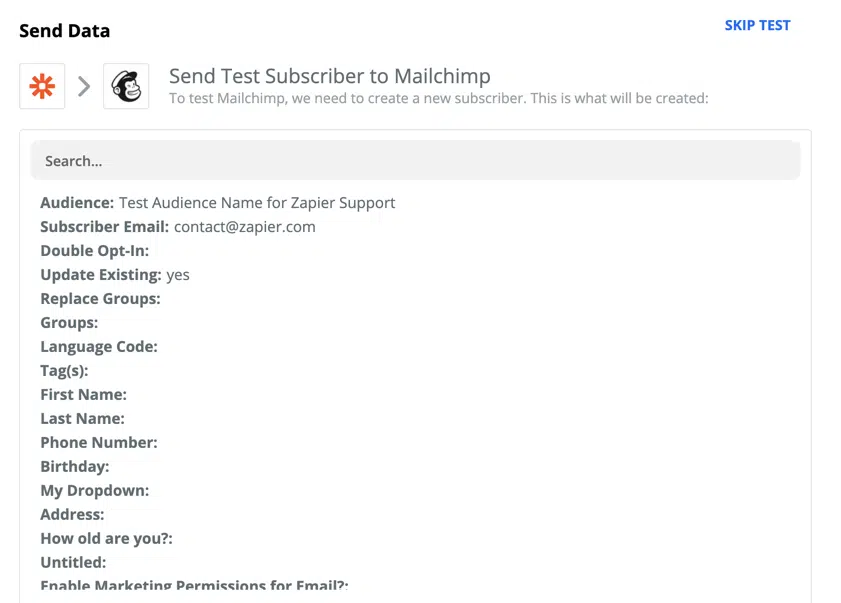 Send Data
SKIP TEST
Send Test Subscriber to Mailchimp
To test Mailchimp, we need to create a new subscriber. This is what will be created:
Search...
Audience: Test Audience Name for Zapier Support
Subscriber Email: contact@zapier.com
Double Opt-In:
Update Existing: yes
Replace Groups:
Groups:
Language Code:
Tag(s):
First Name:
Last Name:
Phone Number:
Birthday:
My Dropdown:
Address:
How old are you?:
Untitled:
Enable Marketing Permissions for Email?: